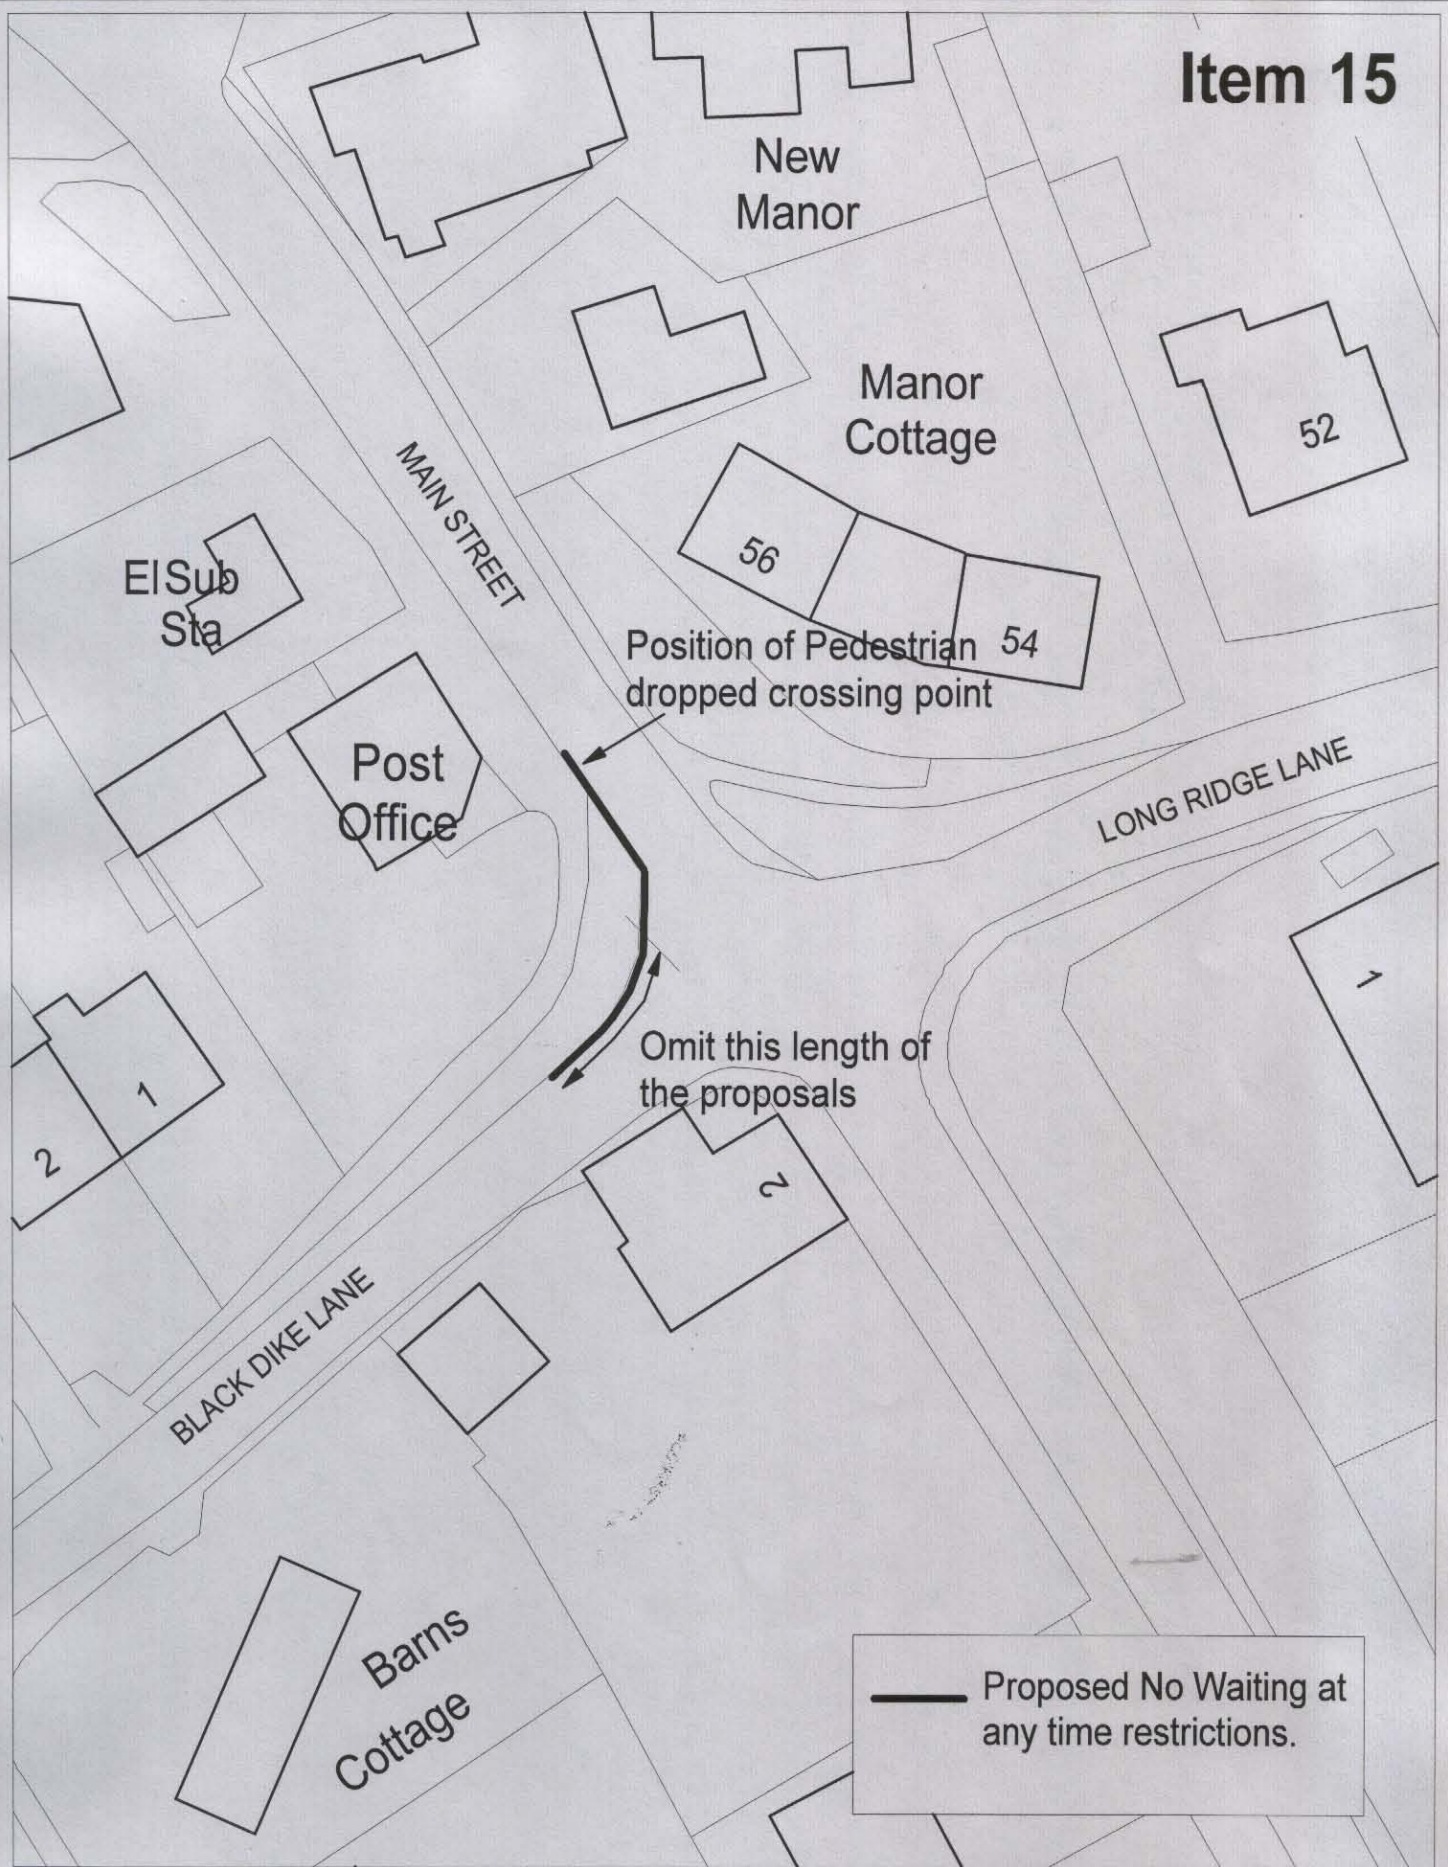 Item 15
New
Manor
Manor
Cottage
52
MAIN STREET
56
54
El Sub
Sta
Position of Pedestrian
dropped crossing point
Post
Office
LONG RIDGE LANE
1
Omit this length of
the proposals
1
2
2
BLACK DIKE LANE
Barns
Cottage
Proposed No Waiting at
any time restrictions.